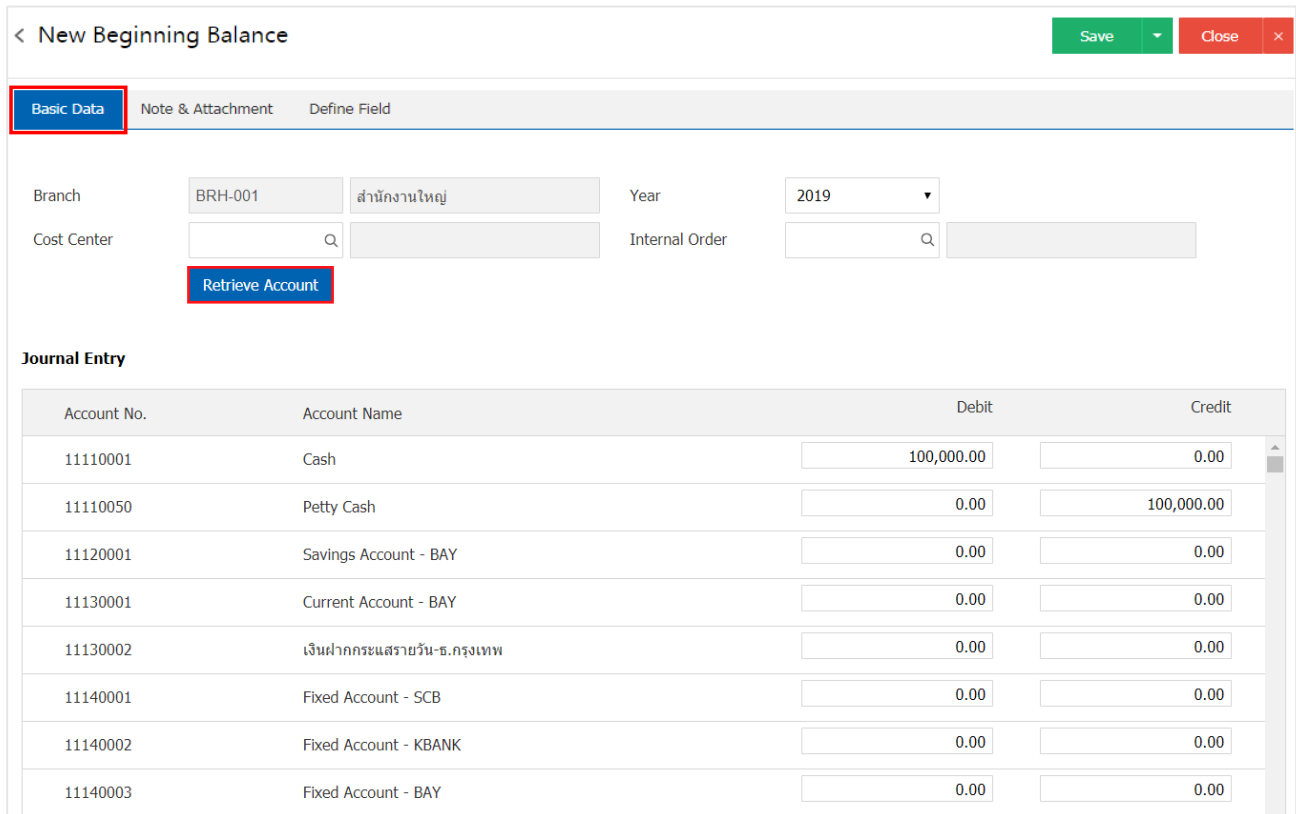 New Beginning Balance Save Close ×
Basic Data Note & Attachment Define Field
Branch BRH-001 สำนักงานใหญ่ Year 2019
Cost Center Internal Order
Retrieve Account
Journal Entry
Account No. Account Name Debit Credit
11110001 Cash 100,000.00 0.00
11110050 Petty Cash 0.00 100,000.00
11120001 Savings Account - BAY 0.00 0.00
11130001 Current Account - BAY 0.00 0.00
11130002 เงินฝากกระแสรายวัน-ธ.กรุงเทพ 0.00 0.00
11140001 Fixed Account - SCB 0.00 0.00
11140002 Fixed Account - KBANK 0.00 0.00
11140003 Fixed Account - BAY 0.00 0.00